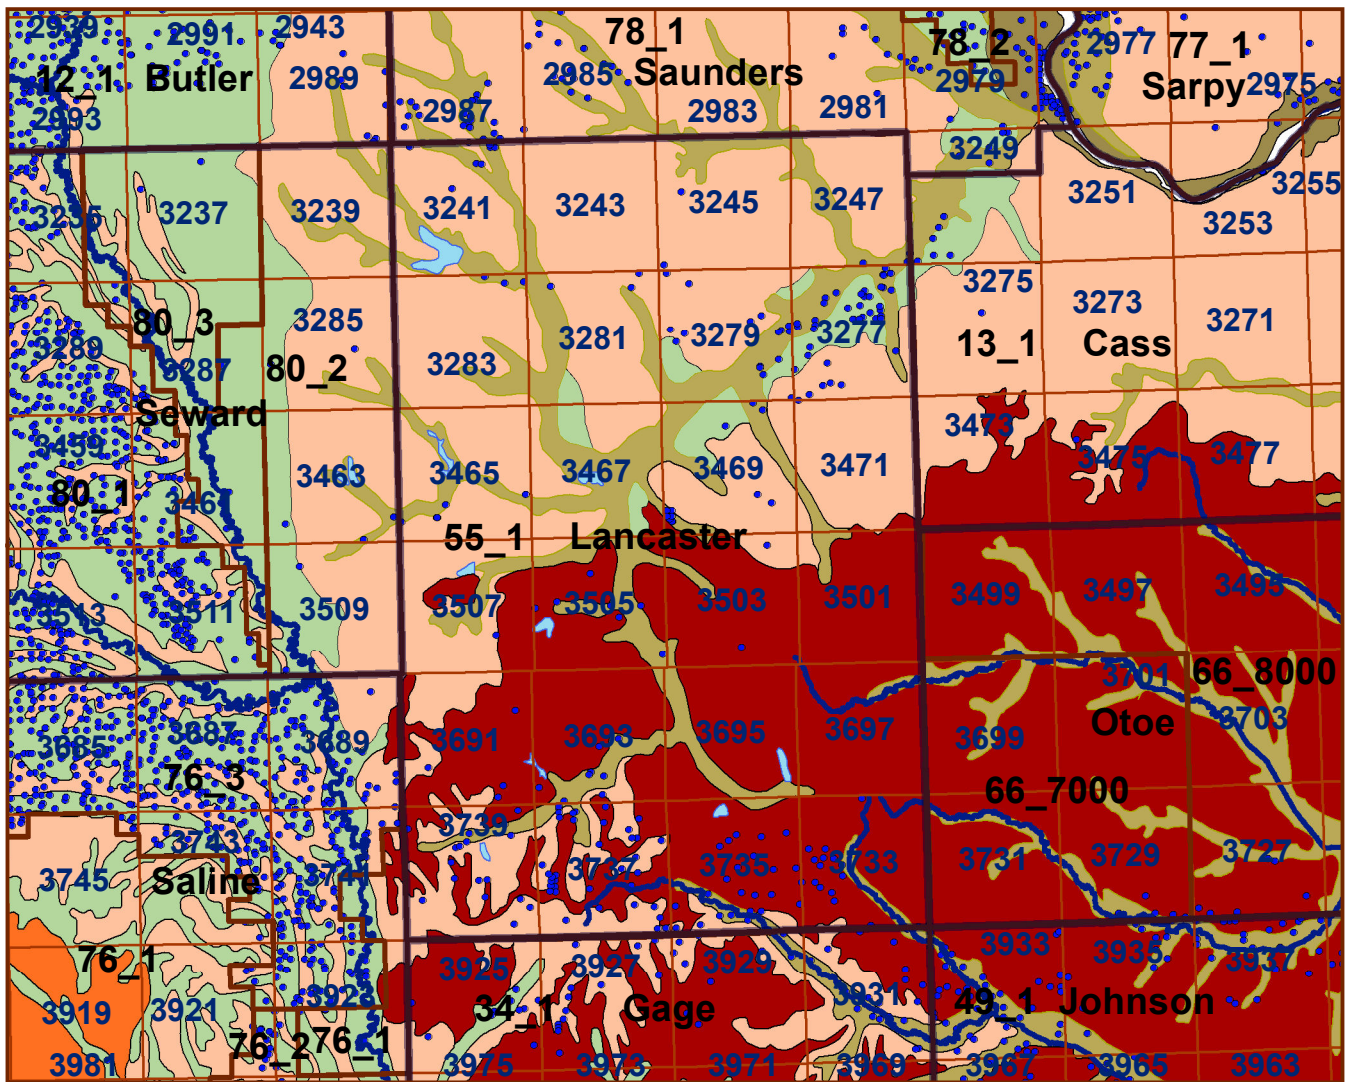 2939 2991 2943 78_1 78_2 2977 77_1
12_1 Butler 2989 2985 Saunders 2979 Sarpy 2975
2993 2987 2983 2981
3249
3235 3237 3239 3241 3243 3245 3247 3251 3255
3253
3275
80_3 3285 3281 3279 3277 3273 3271
3289 3287 80_2 3283 13_1 Cass
Seward
3459 3473
3463 3465 3467 3469 3471 3475 3477
80_1
55_1 Lancaster
3513 3511 3509 3507 3505 3503 3501 3499 3497 3495
3701 66_8000
3685 3687 3689 3691 3693 3695 3697 3699 Otoe 3703
76_3 66_7000
3743 3739
3745 Saline 3741 3737 3735 3733 3731 3729 3727
76_1 3925 3927 3929 3933 3935 3937
3919 3921 3923 34_1 Gage 3931 49_1 Johnson
76_2 76_1
3981 3975 3973 3971 3969 3967 3965 3963